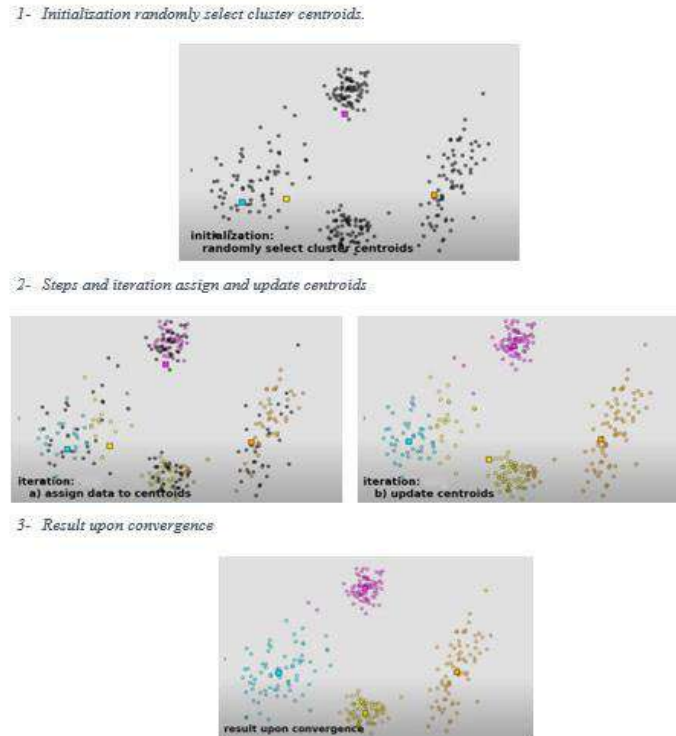 1- Initialization randomly select cluster centroids.
initialization:
randomly select cluster centroids
2- Steps and iteration assign and update centroids
iteration:
a) assign data to centroids
iteration:
b) update centroids
3- Result upon convergence
result upon convergence